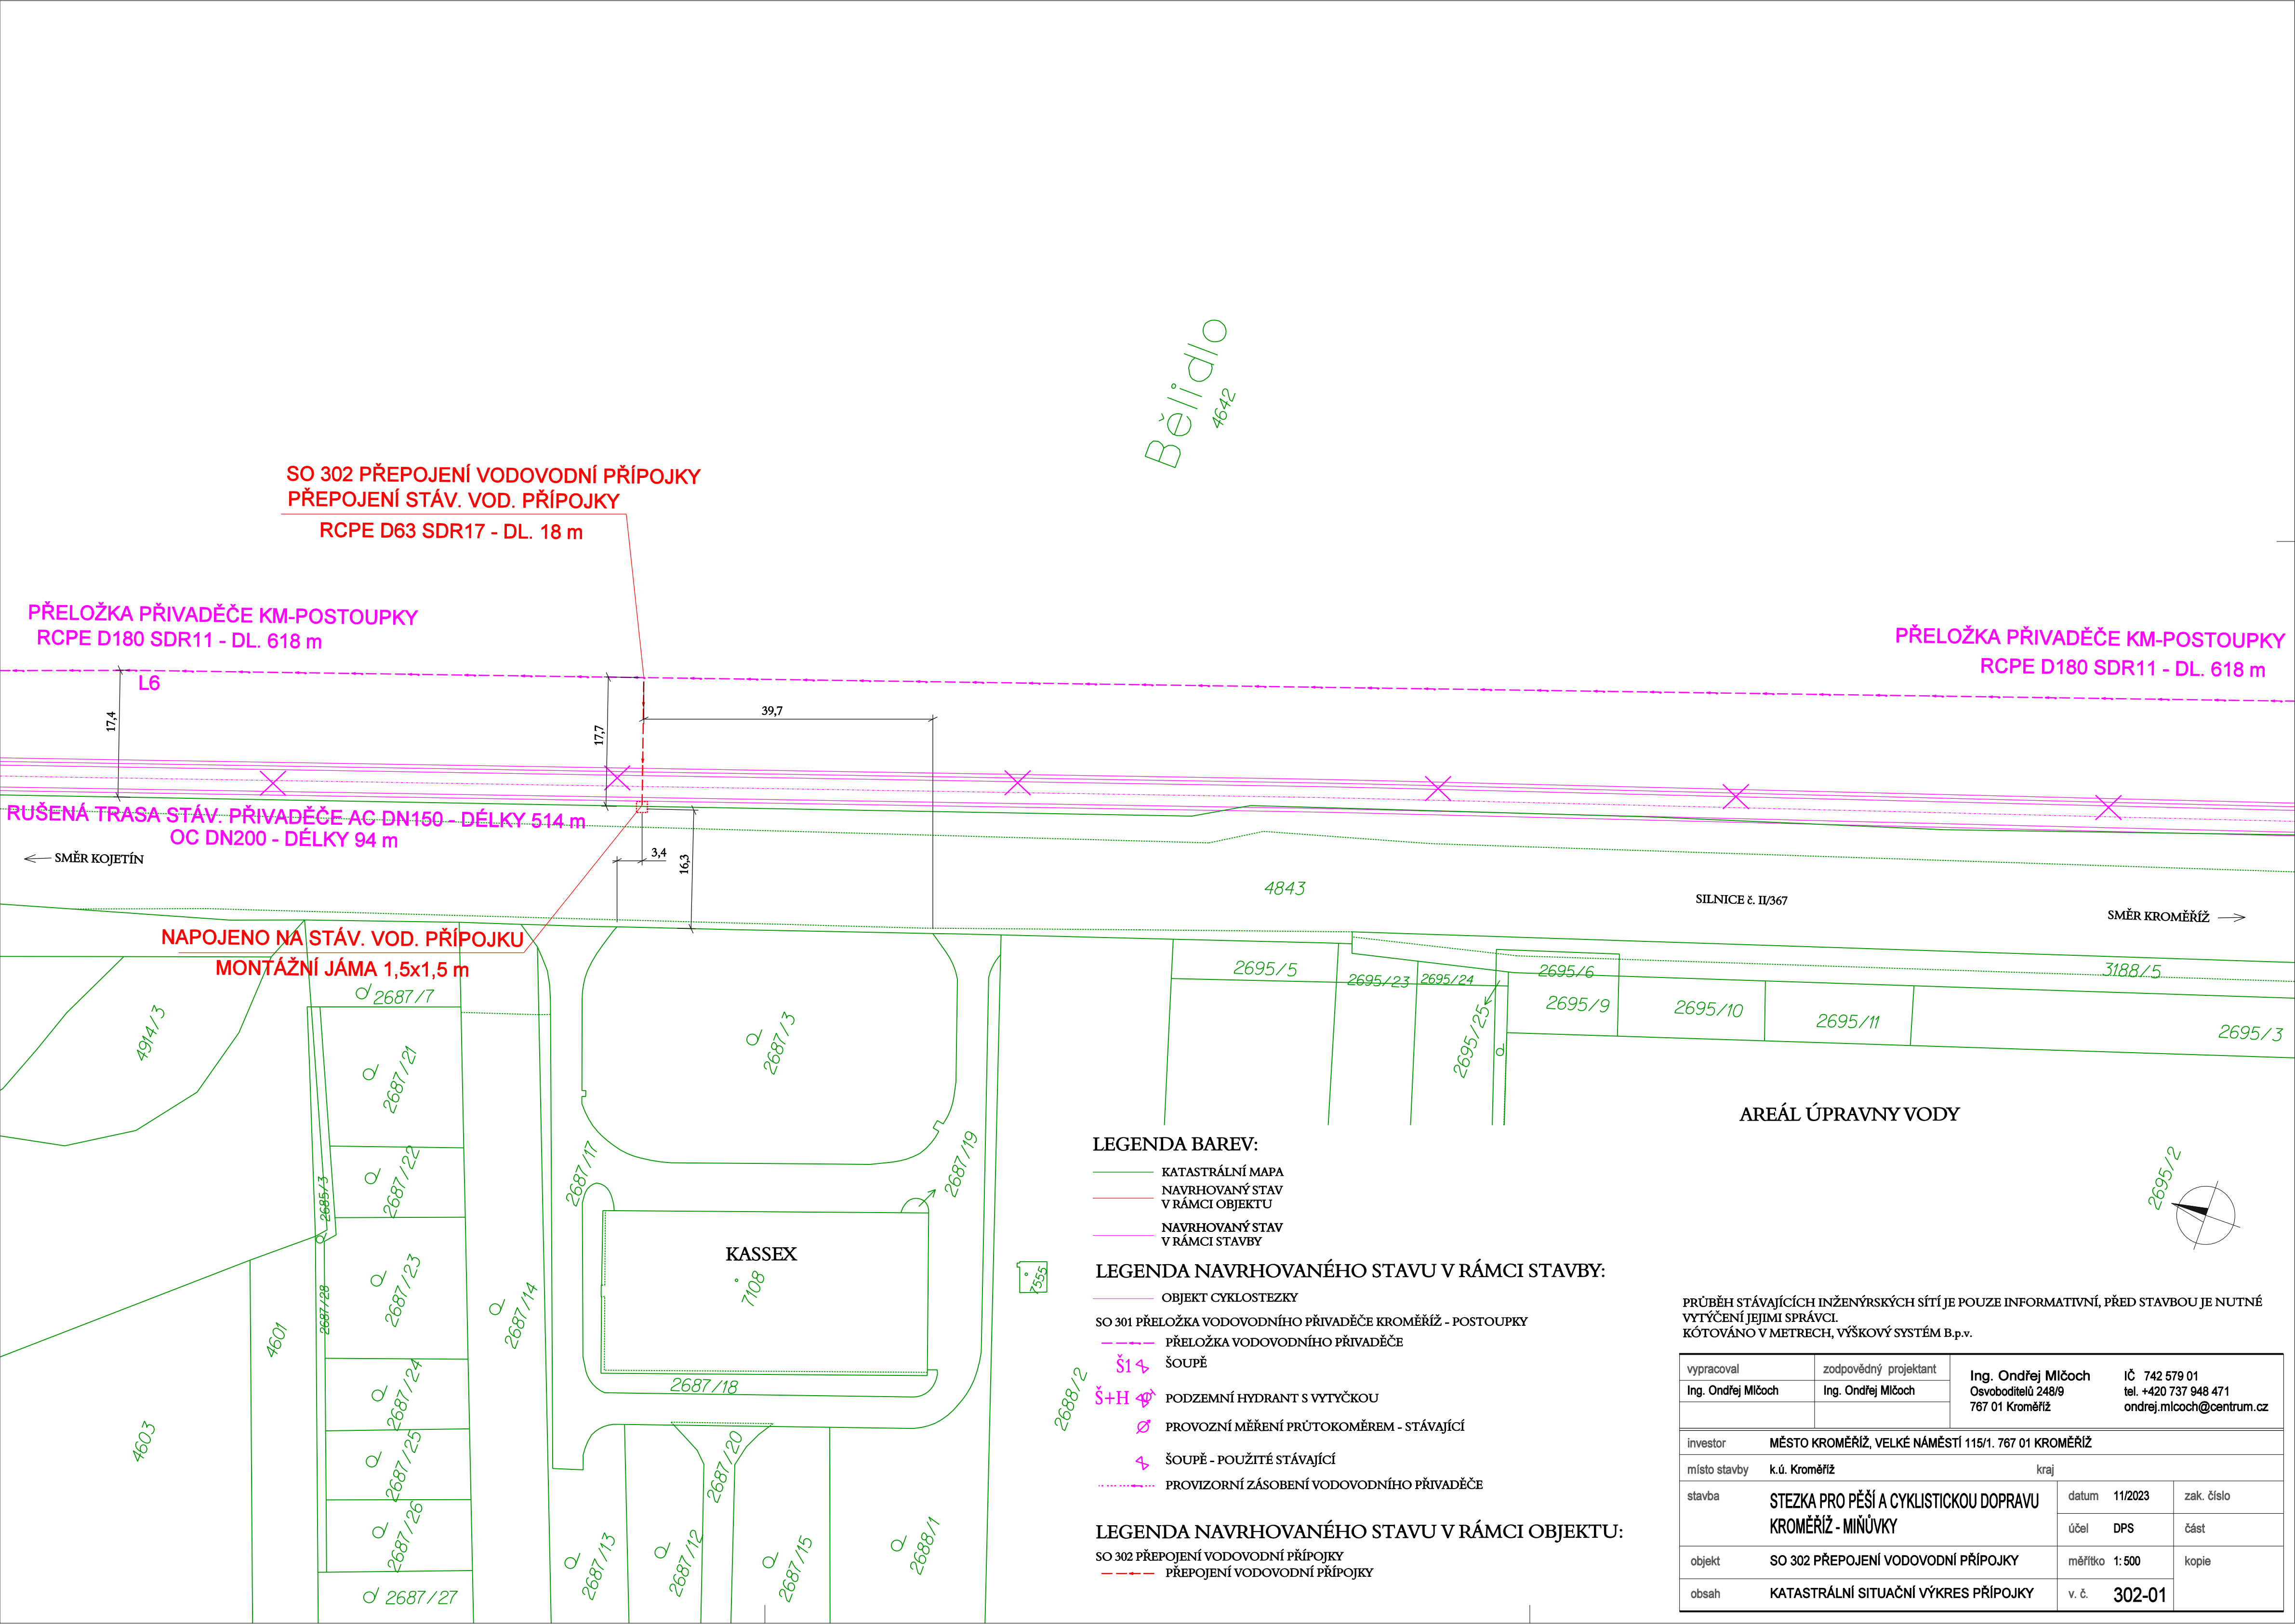 Bělidlo
4642
SO 302 PŘEPOJENÍ VODOVODNÍ PŘÍPOJKY
PŘEPOJENÍ STÁV. VOD. PŘÍPOJKY
RCPE D63 SDR17 - DL. 18 m
PŘELOŽKA PŘIVADĚČE KM-POSTOUPKY
RCPE D180 SDR11 - DL. 618 m
PŘELOŽKA PŘIVADĚČE KM-POSTOUPKY
RCPE D180 SDR11 - DL. 618 m
L6
17,4
17,7
39,7
RUŠENÁ TRASA STÁV. PŘIVADĚČE AC DN150 - DÉLKY 514 m
OC DN200 - DÉLKY 94 m
SMĚR KOJETÍN
3,4
16,3
4843
SILNICE č. II/367
SMĚR KROMĚŘÍŽ
NAPOJENO NA STÁV. VOD. PŘÍPOJKU
MONTÁŽNÍ JÁMA 1,5x1,5 m
2695/5
2695/23
2695/24
2695/6
3188/5
2695/9
2695/10
2695/11
2695/3
2695/25
2687/7
4914/3
2687/21
2687/3
2687/22
2685/3
2687/17
2687/19
2687/23
2687/28
2687/14
KASSEX
7108
7555
4601
2687/18
2687/24
2688/2
4603
2687/25
2687/20
2687/26
2687/13
2687/12
2687/15
2688/1
2687/27
AREÁL ÚPRAVNY VODY
2695/2
LEGENDA BAREV:
KATASTRÁLNÍ MAPA
NAVRHOVANÝ STAV
V RÁMCI OBJEKTU
NAVRHOVANÝ STAV
V RÁMCI STAVBY
LEGENDA NAVRHOVANÉHO STAVU V RÁMCI STAVBY:
OBJEKT CYKLOSTEZKY
SO 301 PŘELOŽKA VODOVODNÍHO PŘIVADĚČE KROMĚŘÍŽ - POSTOUPKY
PŘELOŽKA VODOVODNÍHO PŘIVADĚČE
Š1 ŠOUPĚ
Š+H PODZEMNÍ HYDRANT S VYTYČKOU
PROVOZNÍ MĚŘENÍ PRŮTOKOMĚREM - STÁVAJÍCÍ
ŠOUPĚ - POUŽITÉ STÁVAJÍCÍ
PROVIZORNÍ ZÁSOBENÍ VODOVODNÍHO PŘIVADĚČE
LEGENDA NAVRHOVANÉHO STAVU V RÁMCI OBJEKTU:
SO 302 PŘEPOJENÍ VODOVODNÍ PŘÍPOJKY
PŘEPOJENÍ VODOVODNÍ PŘÍPOJKY
PRŮBĚH STÁVAJÍCÍCH INŽENÝRSKÝCH SÍTÍ JE POUZE INFORMATIVNÍ, PŘED STAVBOU JE NUTNÉ
VYTÝČENÍ JEJIMI SPRÁVCI.
KÓTOVÁNO V METRECH, VÝŠKOVÝ SYSTÉM B.p.v.
vypracoval zodpovědný projektant
Ing. Ondřej Mlčoch Ing. Ondřej Mlčoch
Ing. Ondřej Mlčoch IČ 742 579 01
Osvoboditelů 248/9 tel. +420 737 948 471
767 01 Kroměříž ondrej.mlcoch@centrum.cz
investor MĚSTO KROMĚŘÍŽ, VELKÉ NÁMĚSTÍ 115/1. 767 01 KROMĚŘÍŽ
místo stavby k.ú. Kroměříž kraj
stavba STEZKA PRO PĚŠÍ A CYKLISTICKOU DOPRAVU
KROMĚŘÍŽ - MIŇŮVKY
datum 11/2023 zak. číslo
účel DPS část
objekt SO 302 PŘEPOJENÍ VODOVODNÍ PŘÍPOJKY měřítko 1: 500 kopie
obsah KATASTRÁLNÍ SITUAČNÍ VÝKRES PŘÍPOJKY v. č. 302-01